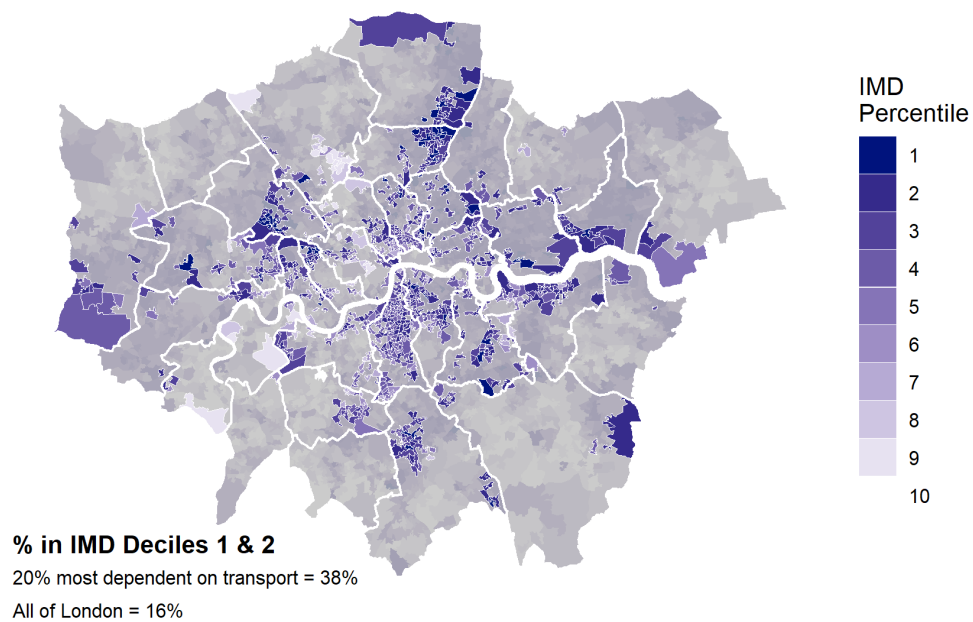 IMD
Percentile
1
2
3
4
5
6
7
8
9
10
% in IMD Deciles 1 & 2
20% most dependent on transport = 38%
All of London = 16%